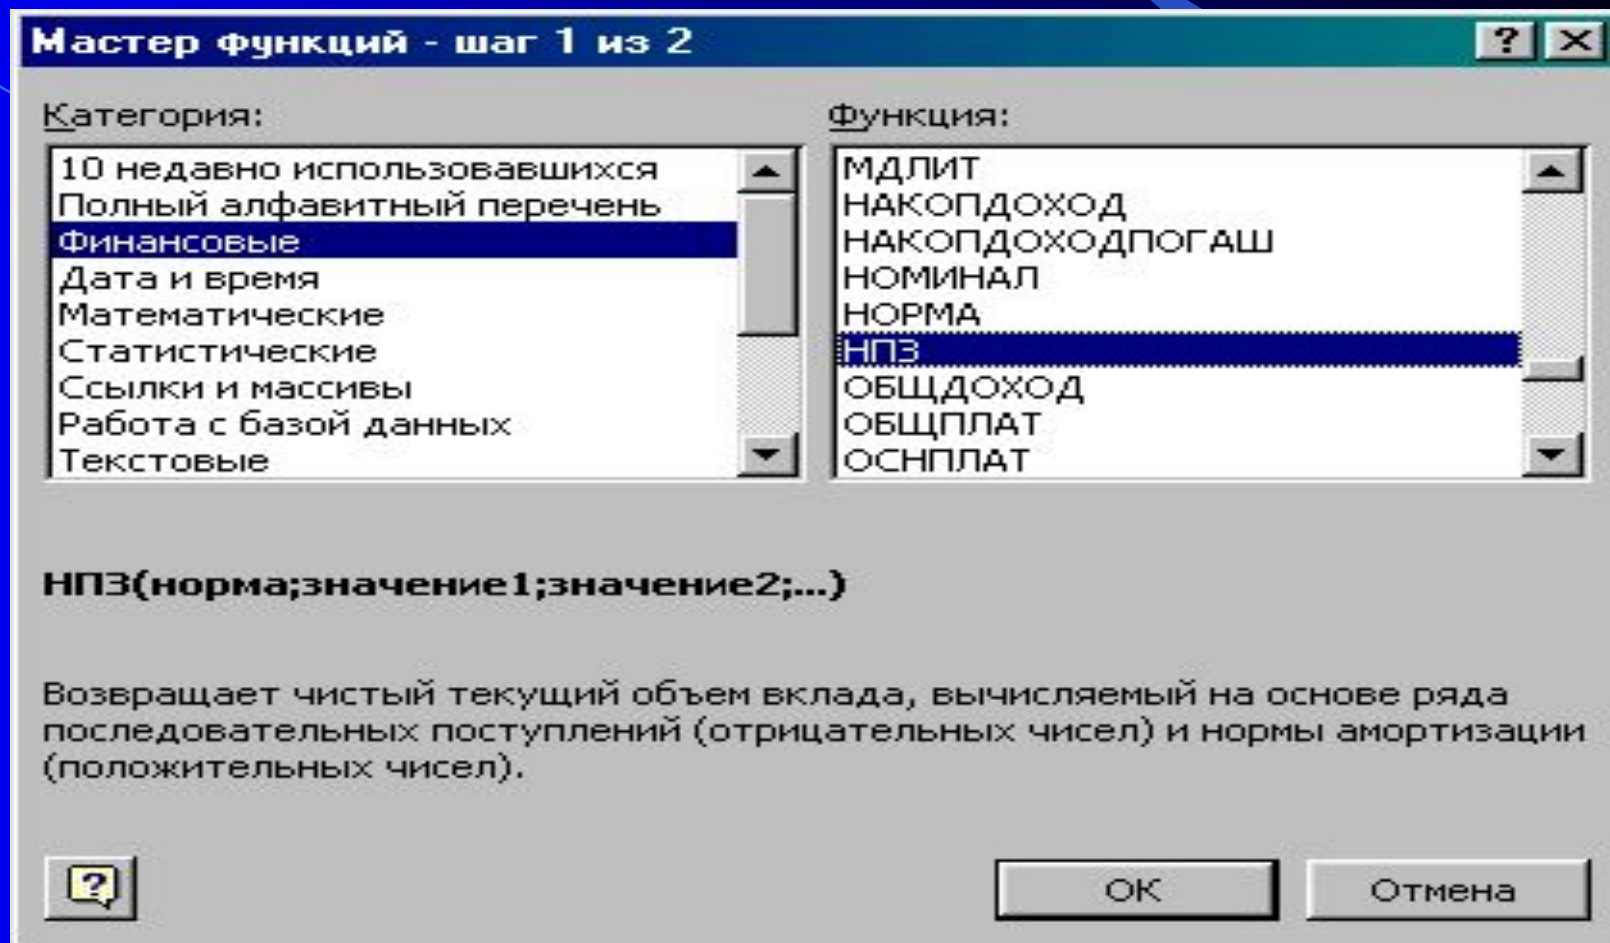 Мастер функций - шаг 1 из 2
Категория:
10 недавно использовавшихся
Полный алфавитный перечень
Финансовые
Дата и время
Математические
Статистические
Ссылки и массивы
Работа с базой данных
Текстовые
Функция:
МДЛИТ
НАКОПДОХОД
НАКОПДОХОДПОГАШ
НОМИНАЛ
НОРМА
НПЗ
ОБЩДОХОД
ОБЩПЛАТ
ОСНПЛАТ
НПЗ(норма;значение1;значение2;...)
Возвращает чистый текущий объем вклада, вычисляемый на основе ряда
последовательных поступлений (отрицательных чисел) и нормы амортизации
(положительных чисел).
ОК
Отмена